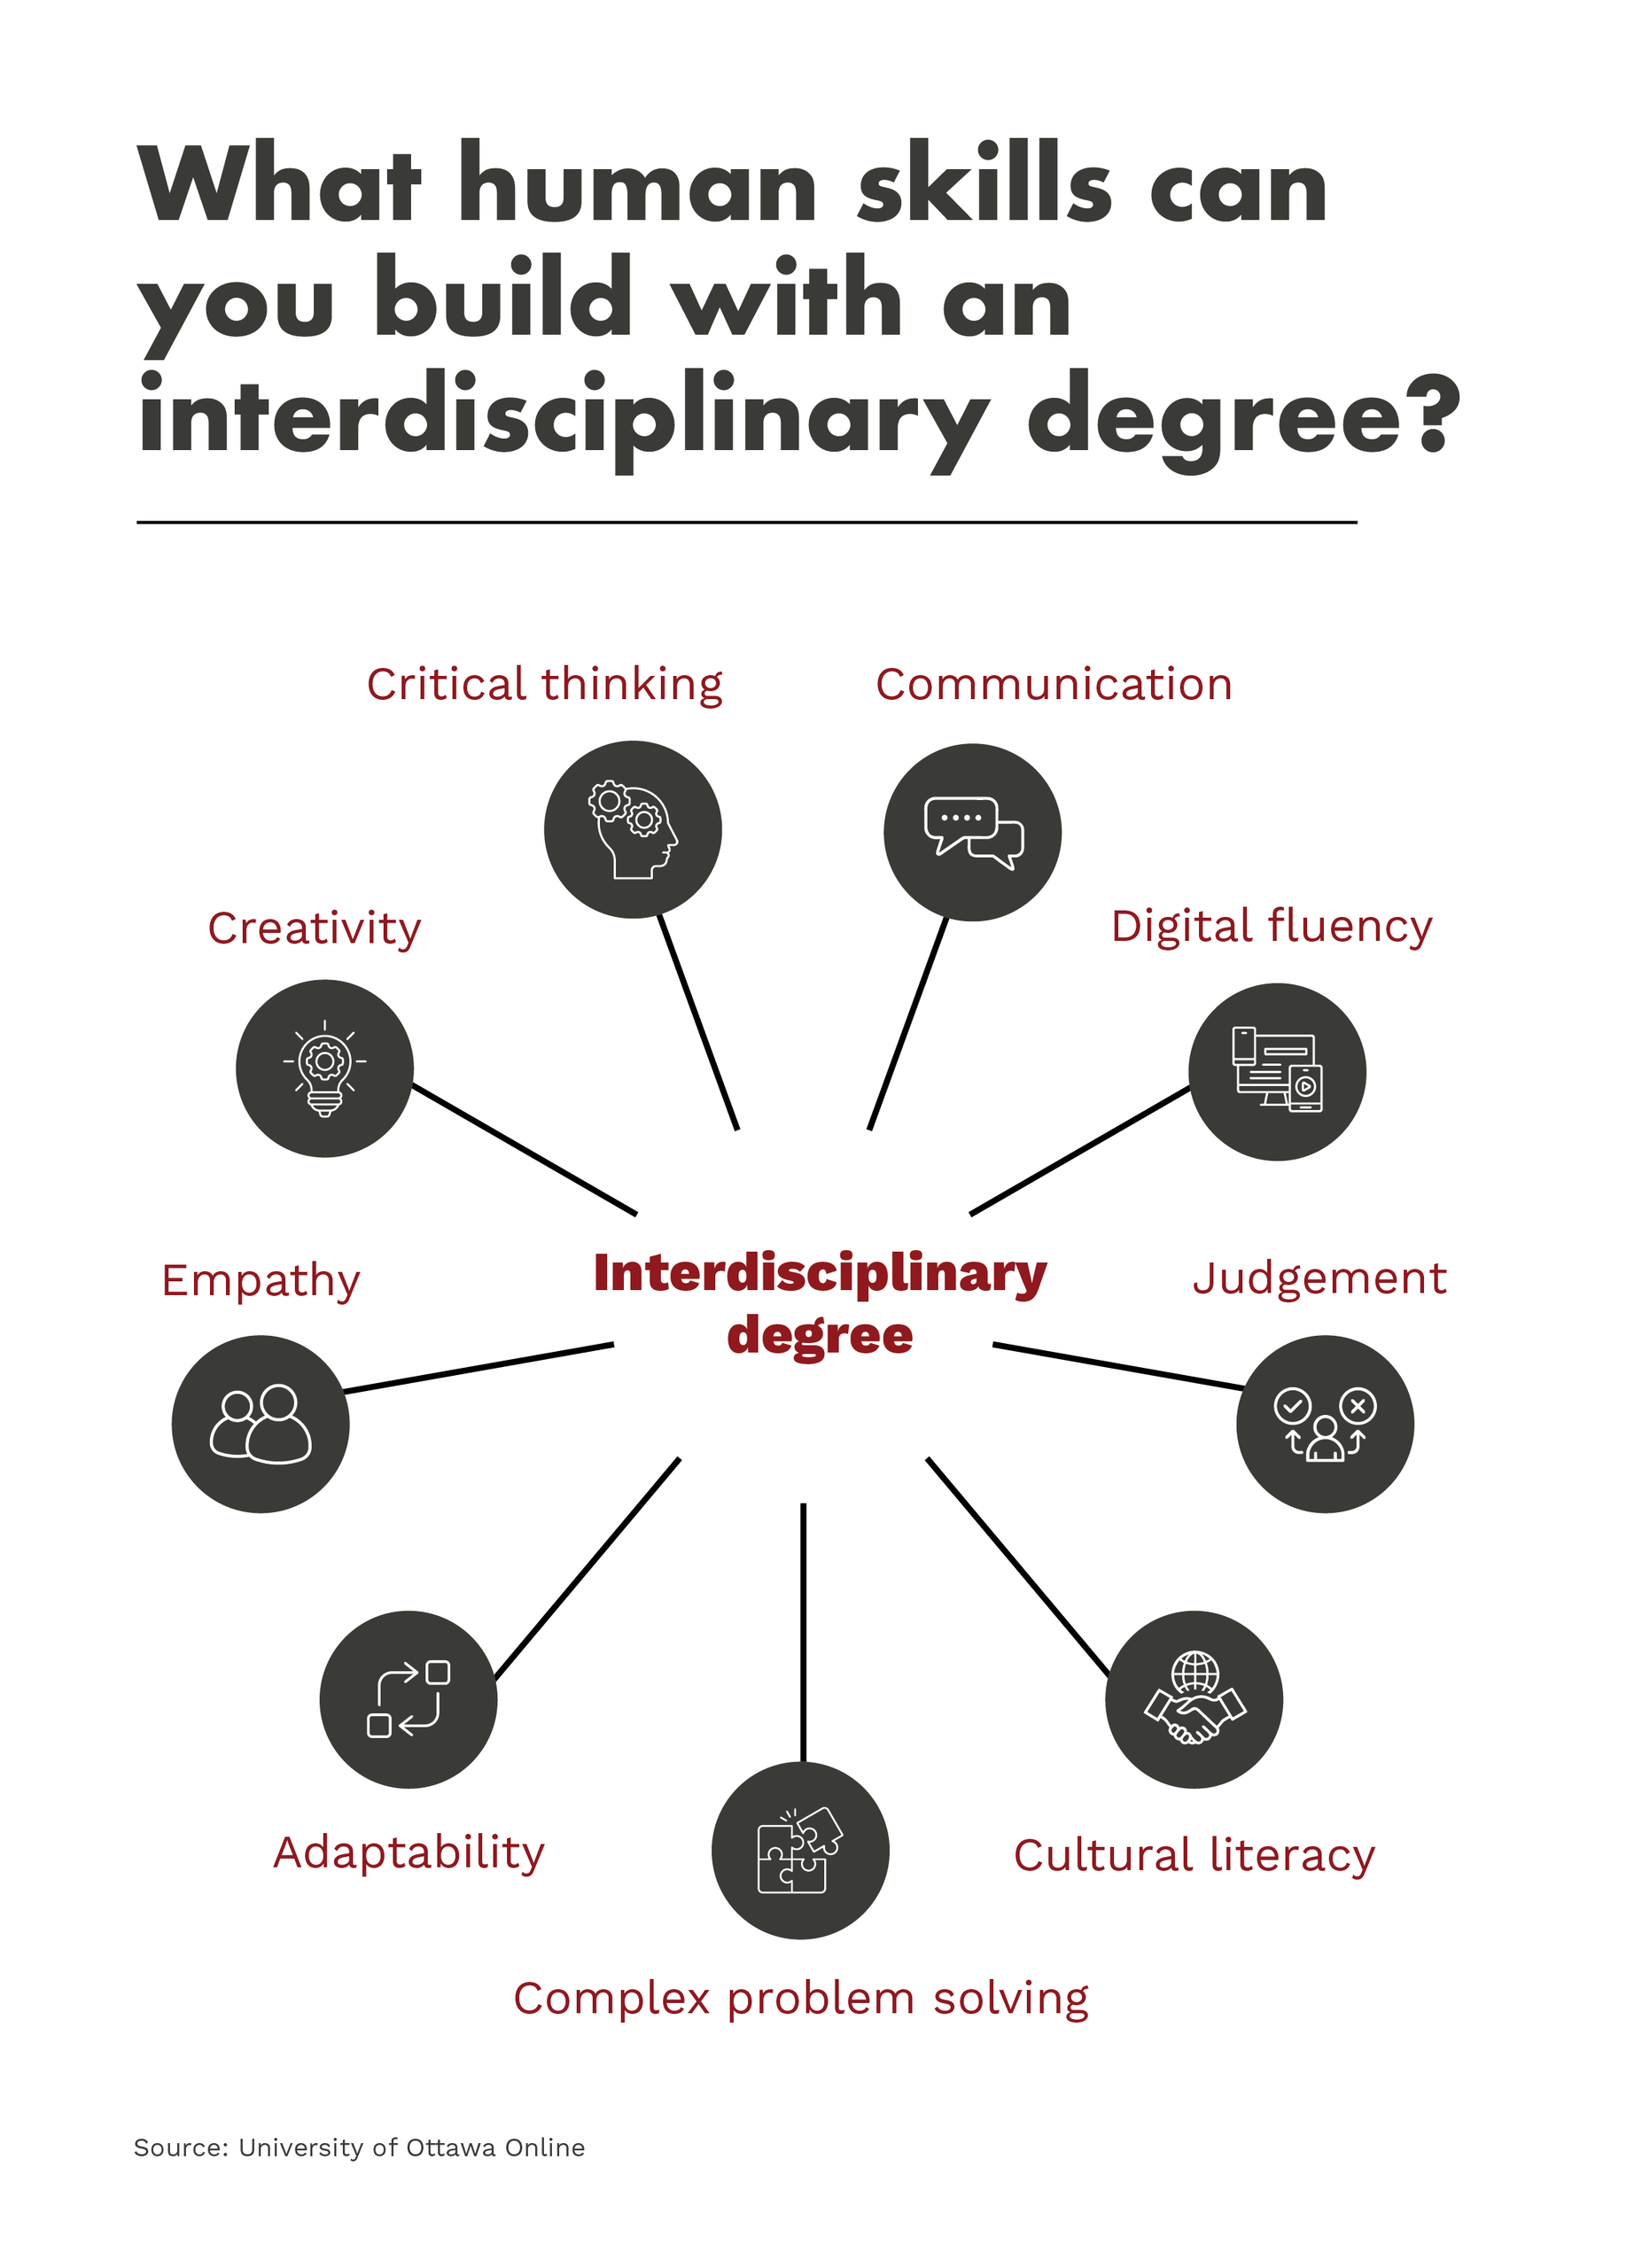 What human skills can
you build with an
interdisciplinary degree?
Critical thinking
Communication
Creativity
Digital fluency
Empathy
Interdisciplinary
degree
Judgement
Adaptability
Cultural literacy
Complex problem solving
Source: University of Ottawa Online